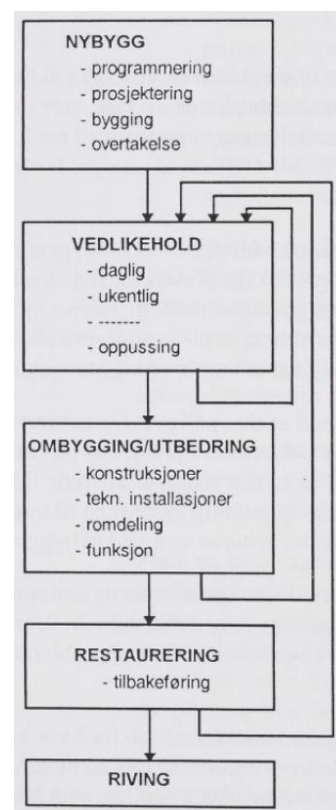 NYBYGG
- programmering
- prosjektering
- bygging
- overtakelse
VEDLIKEHOLD
- daglig
- ukentlig
- ------
- oppussing
OMBYGGING/UTBEDRING
- konstruksjoner
- tekn. installasjoner
- romdeling
- funksjon
RESTAURERING
- tilbakeføring
RIVING